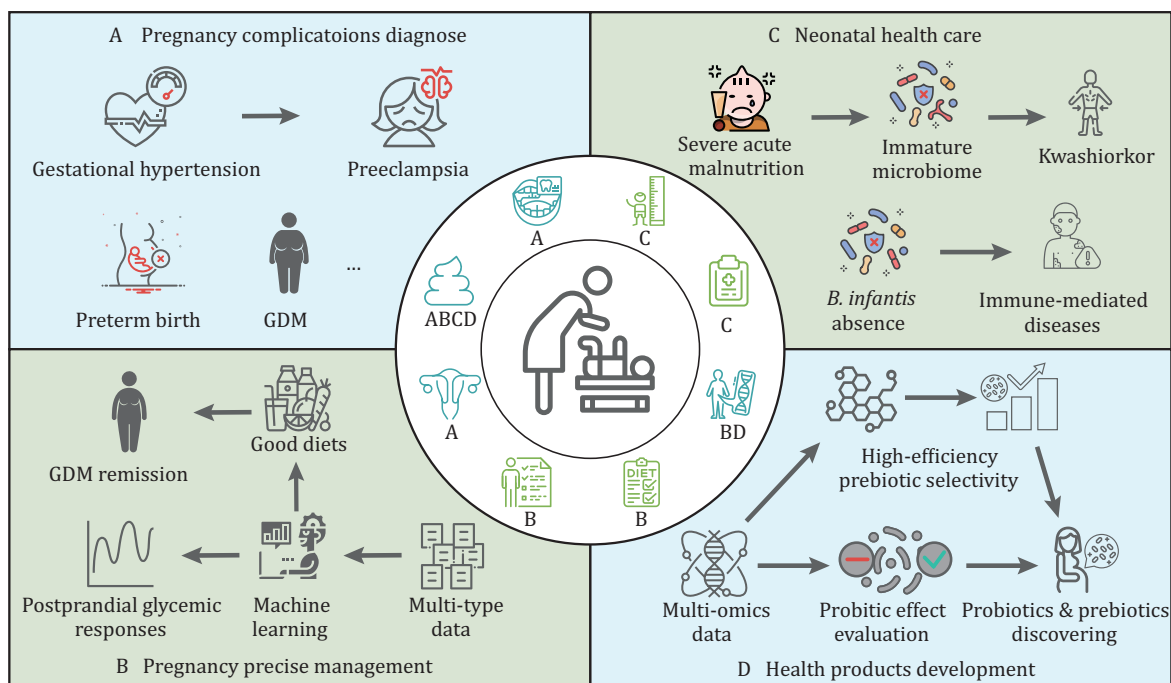 A Pregnancy complicatoions diagnose
Gestational hypertension
Preeclampsia
Preterm birth
GDM
...
C Neonatal health care
Severe acute
malnutrition
Immature
microbiome
Kwashiorkor
B. infantis
absence
Immune-mediated
diseases
A
C
ABCD
C
A
BD
B
DIET
B
GDM remission
Good diets
Postprandial glycemic
responses
Machine
learning
Multi-type
data
B Pregnancy precise management
High-efficiency
prebiotic selectivity
Multi-omics
data
Probitic effect
evaluation
Probiotics & prebiotics
discovering
D Health products development